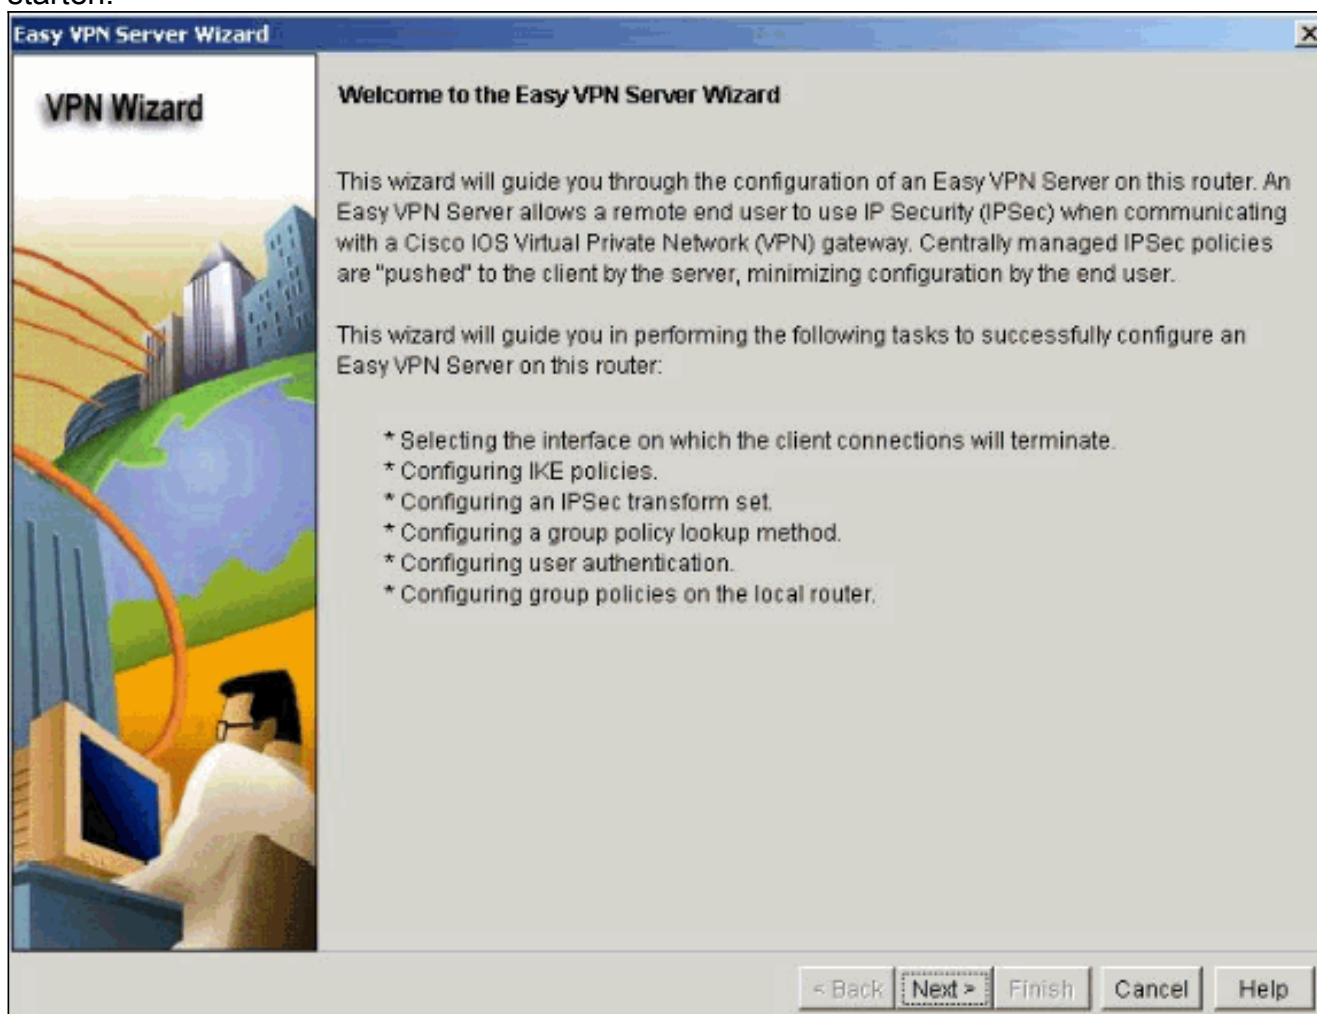 starten.
Easy VPN Server Wizard
VPN Wizard
Welcome to the Easy VPN Server Wizard
This wizard will guide you through the configuration of an Easy VPN Server on this router. An
Easy VPN Server allows a remote end user to use IP Security (IPSec) when communicating
with a Cisco IOS Virtual Private Network (VPN) gateway. Centrally managed IPSec policies
are "pushed" to the client by the server, minimizing configuration by the end user.
This wizard will guide you in performing the following tasks to successfully configure an
Easy VPN Server on this router:
* Selecting the interface on which the client connections will terminate.
* Configuring IKE policies.
* Configuring an IPSec transform set.
* Configuring a group policy lookup method.
* Configuring user authentication.
* Configuring group policies on the local router.
< Back Next > Finish Cancel Help